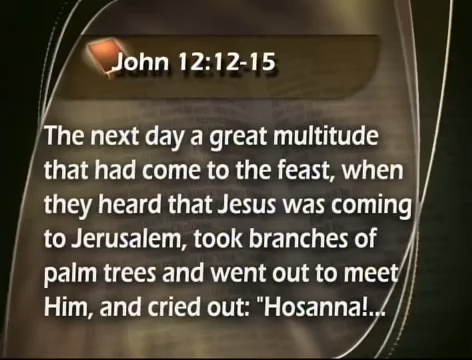 John 12:12-15
The next day a great multitude
that had come to the feast, when
they heard that Jesus was coming
to Jerusalem, took branches of
palm trees and went out to meet
Him, and cried out: "Hosanna!...